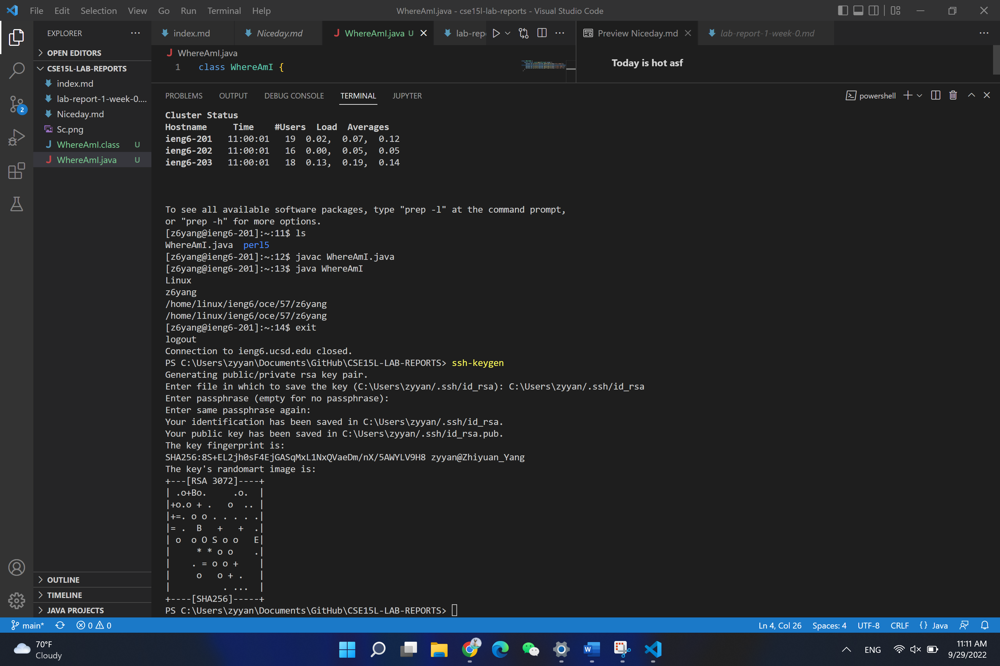 File Edit Selection View Go Run Terminal Help
WhereAmI.java - cse15l-lab-reports - Visual Studio Code
EXPLORER
index.md Niceday.md J WhereAmI.java U lab-repo
Preview Niceday.md lab-report-1-week-0.md
OPEN EDITORS
CSE15L-LAB-REPORTS
index.md
lab-report-1-week-0....
Niceday.md
Sc.png
J WhereAmI.class U
J WhereAmI.java U
2
J WhereAmI.java
1 class WhereAmI {
Today is hot asf
PROBLEMS OUTPUT DEBUG CONSOLE TERMINAL JUPYTER
powershell
Cluster Status
Hostname     Time    #Users  Load  Averages
ieng6-201   11:00:01   19  0.02,  0.07,  0.12
ieng6-202   11:00:01   16  0.00,  0.05,  0.05
ieng6-203   11:00:01   18  0.13,  0.19,  0.14
To see all available software packages, type "prep -l" at the command prompt,
or "prep -h" for more options.
[z6yang@ieng6-201]:~:11$ ls
WhereAmI.java  perl5
[z6yang@ieng6-201]:~:12$ javac WhereAmI.java
[z6yang@ieng6-201]:~:13$ java WhereAmI
Linux
z6yang
/home/linux/ieng6/oce/57/z6yang
/home/linux/ieng6/oce/57/z6yang
[z6yang@ieng6-201]:~:14$ exit
logout
Connection to ieng6.ucsd.edu closed.
PS C:\Users\zyyan\Documents\GitHub\CSE15L-LAB-REPORTS> ssh-keygen
Generating public/private rsa key pair.
Enter file in which to save the key (C:\Users\zyyan/.ssh/id_rsa): C:\Users\zyyan/.ssh/id_rsa
Enter passphrase (empty for no passphrase):
Enter same passphrase again:
Your identification has been saved in C:\Users\zyyan/.ssh/id_rsa.
Your public key has been saved in C:\Users\zyyan/.ssh/id_rsa.pub.
The key fingerprint is:
SHA256:8S+EL2jh0sF4EjGASqMxL1NxQVaeDm/nX/5AWYLV9H8 zyyan@Zhiyuan_Yang
The key's randomart image is:
+---[RSA 3072]----+
| .o+Bo.     .o.  |
|+o.o + .   o  .. |
|+=. o o . . . . .|
|= .  B   +   +  .|
| o  o O S o o   E|
|     * * o o    .|
|    . = o o +    |
|     o   o + .   |
|          . ...  |
+----[SHA256]-----+
PS C:\Users\zyyan\Documents\GitHub\CSE15L-LAB-REPORTS>
OUTLINE
TIMELINE
JAVA PROJECTS
main* 0 0 Ln 4, Col 26 Spaces: 4 UTF-8 CRLF {} Java
70°F
Cloudy
W
ENG
11:11 AM
9/29/2022